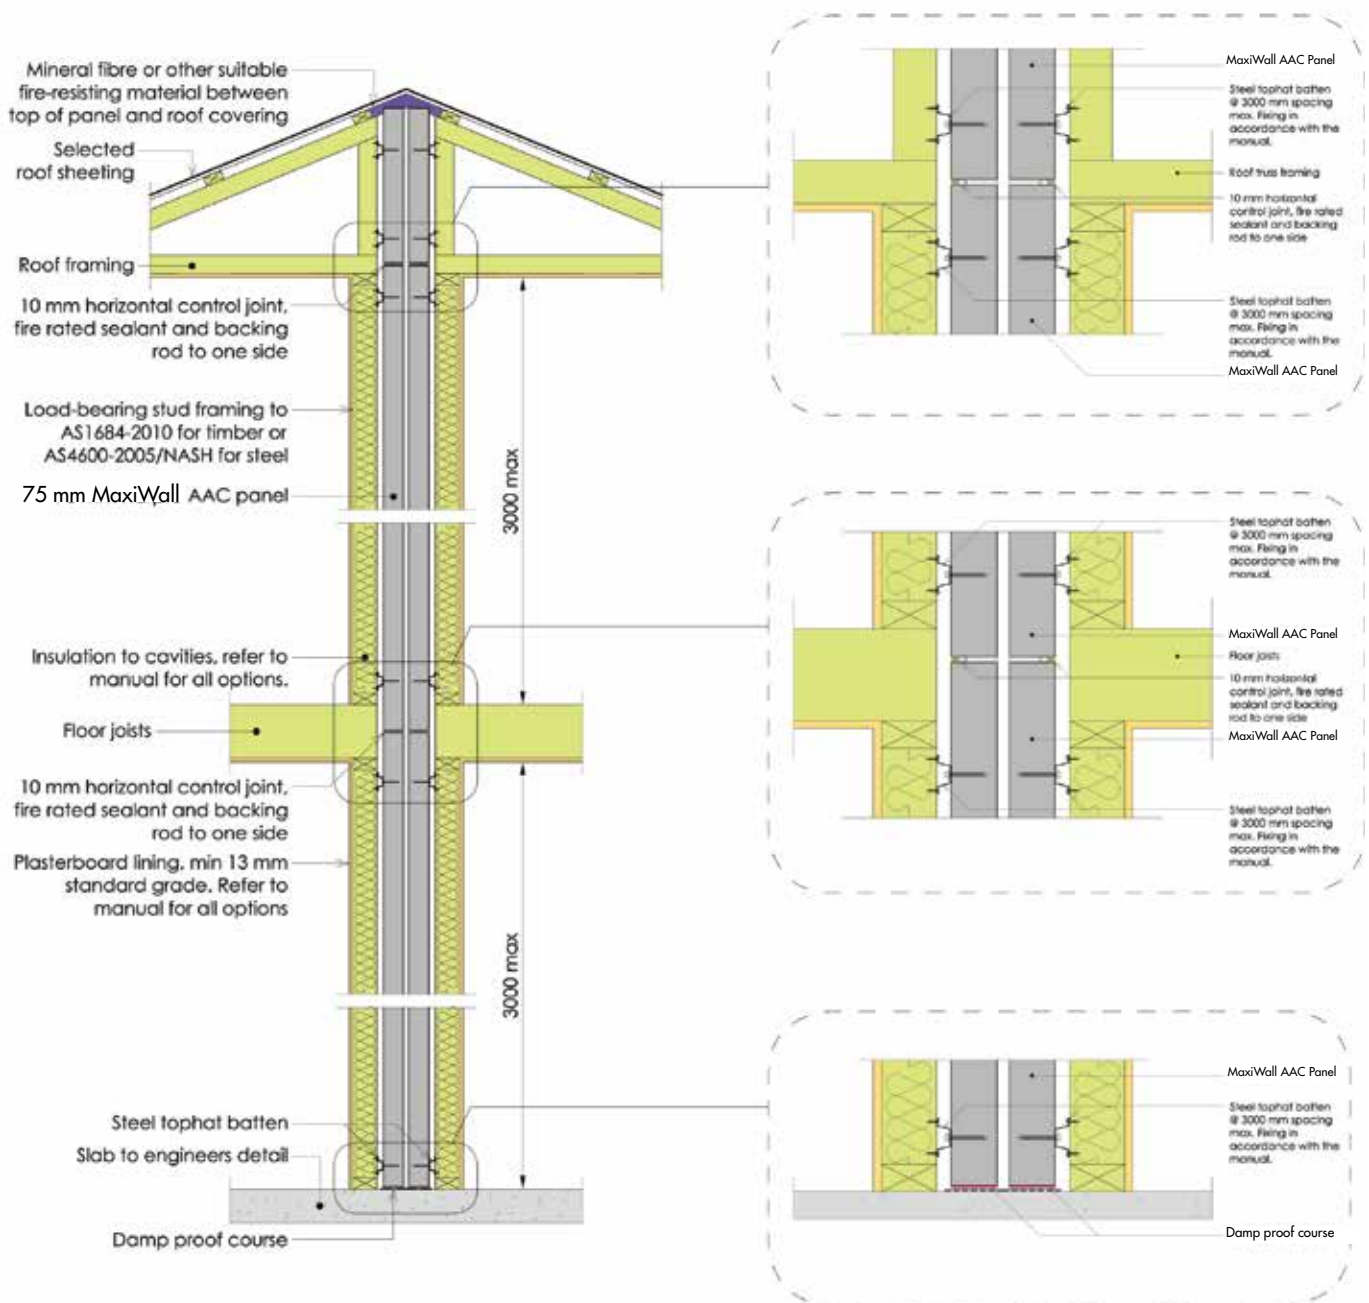 Mineral fibre or other suitable
fire-resisting material between
top of panel and roof covering
Selected
roof sheeting
Roof framing
10 mm horizontal control joint,
fire rated sealant and backing
rod to one side
Load-bearing stud framing to
AS1684-2010 for timber or
AS4600-2005/NASH for steel
75 mm MaxiWall AAC panel
3000 max
Insulation to cavities, refer to
manual for all options.
Floor joists
10 mm horizontal control joint,
fire rated sealant and backing
rod to one side
Plasterboard lining, min 13 mm
standard grade. Refer to
manual for all options
3000 max
Steel tophat batten
Slab to engineers detail
Damp proof course
MaxiWall AAC Panel
Steel tophat batten
@ 3000 mm spacing
max. Fixing in
accordance with the
manual.
Roof truss framing
10 mm horizontal
control joint, fire rated
sealant and backing
rod to one side
Steel tophat batten
@ 3000 mm spacing
max. Fixing in
accordance with the
manual.
MaxiWall AAC Panel
Steel tophat batten
@ 3000 mm spacing
max. Fixing in
accordance with the
manual.
MaxiWall AAC Panel
Floor joists
10 mm horizontal
control joint, fire rated
sealant and backing
rod to one side
MaxiWall AAC Panel
Steel tophat batten
@ 3000 mm spacing
max. Fixing in
accordance with the
manual.
MaxiWall AAC Panel
Steel tophat batten
@ 3000 mm spacing
max. Fixing in
accordance with the
manual.
Damp proof course